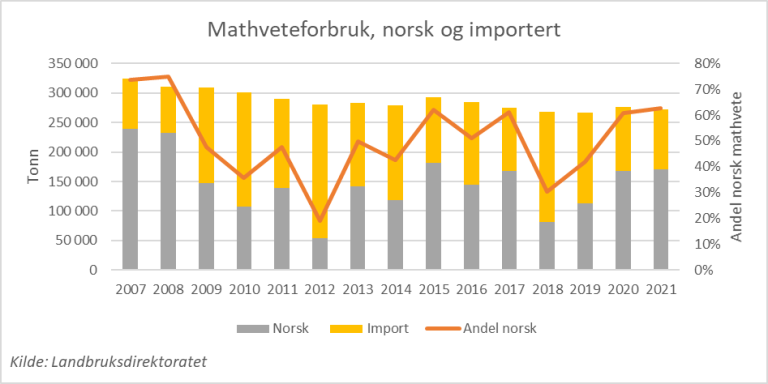 Mathveteforbruk, norsk og importert
350 000
300 000
250 000
200 000
150 000
100 000
50 000
0
Tonn
80%
70%
60%
50%
40%
30%
20%
10%
0%
Andel norsk mathvete
2007 2008 2009 2010 2011 2012 2013 2014 2015 2016 2017 2018 2019 2020 2021
Norsk Import Andel norsk
Kilde: Landbruksdirektoratet